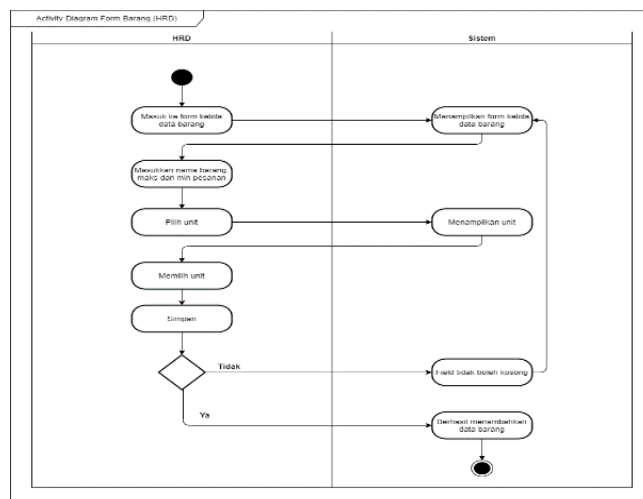 Activity Diagram Form Barang (HRD)
HRD
Sistem
Masuk ke form kelola
data barang
Menampilkan form kelola
data barang
Masukkan nama barang,
maks dan min pesanan
Pilih unit
Menampilkan unit
Memilih unit
Simpan
Tidak
Field tidak boleh kosong
Ya
Berhasil menambahkan
data barang